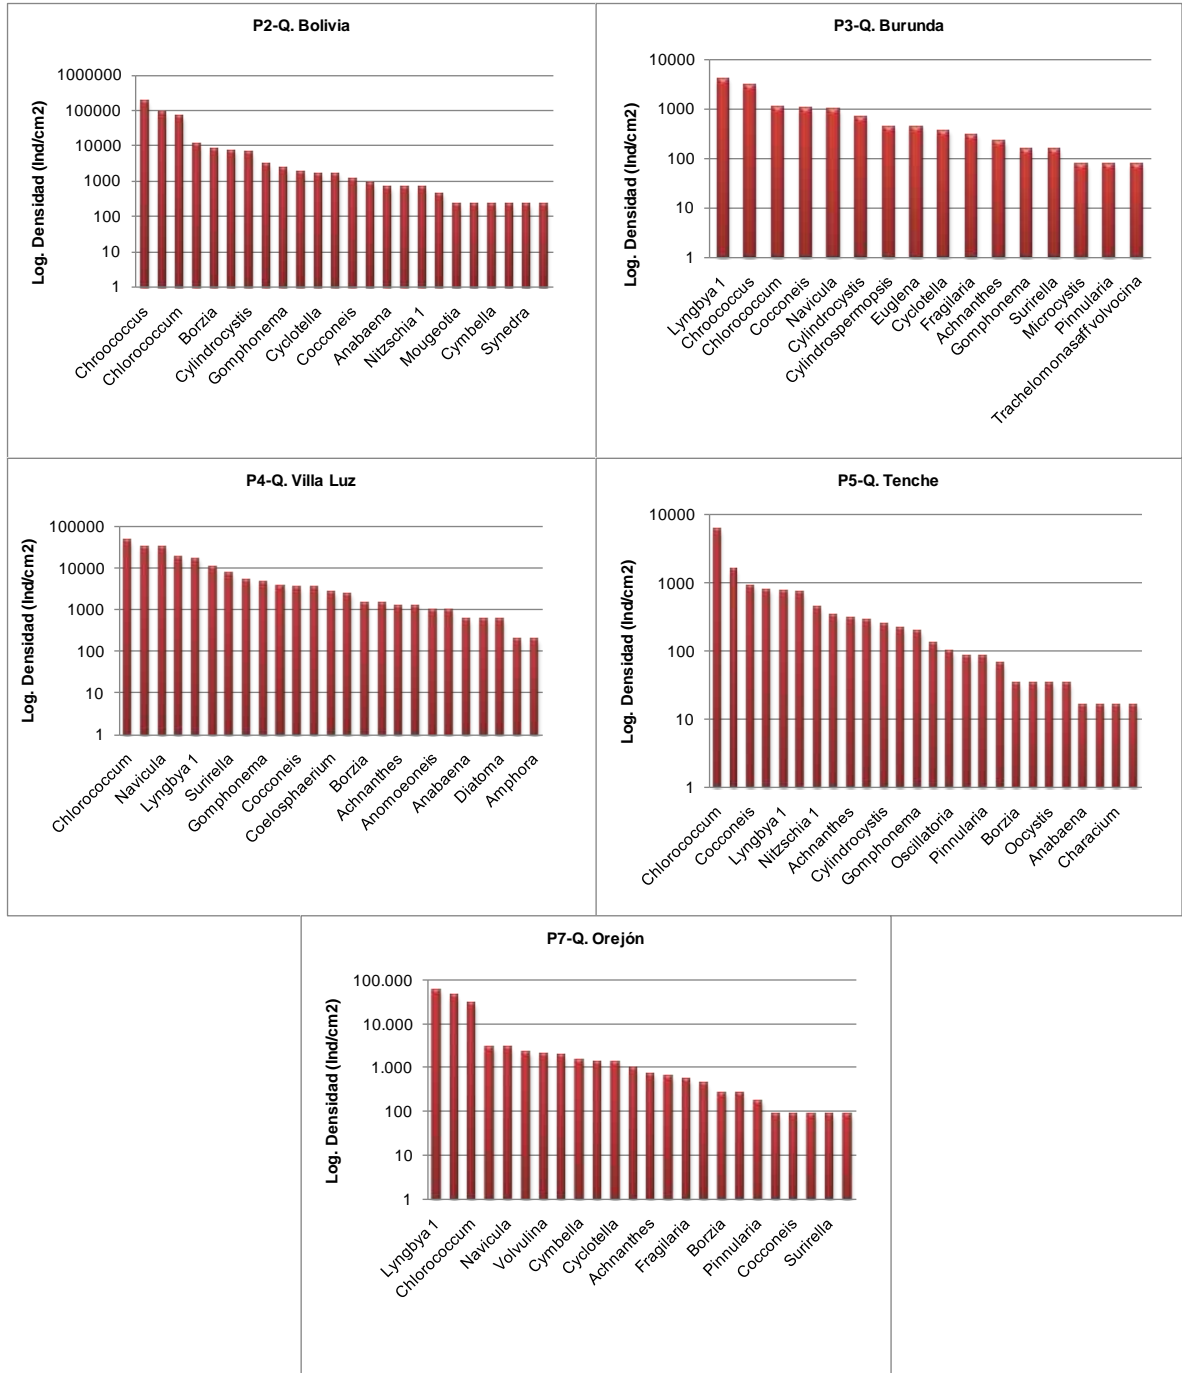 P2-Q. Bolivia
Log. Densidad (Ind/cm2)
1000000
100000
10000
1000
100
10
1
Chroococcus
Chlorococcum
Borzia
Cylindrocystis
Gomphonema
Cyclotella
Cocconeis
Anabaena
Nitzschia 1
Mougeotia
Cymbella
Synedra
P3-Q. Burunda
Log. Densidad (Ind/cm2)
10000
1000
100
10
1
Lyngbya 1
Chroococcus
Chlorococcum
Cocconeis
Navicula
Cylindrocystis
Cylindrospermopsis
Euglena
Cyclotella
Fragilaria
Achnanthes
Gomphonema
Surirella
Microcystis
Pinnularia
Trachelomonasaff volvocina
P4-Q. Villa Luz
Log. Densidad (Ind/cm2)
100000
10000
1000
100
10
1
Chlorococcum
Navicula
Lyngbya 1
Surirella
Gomphonema
Cocconeis
Coelosphaerium
Borzia
Achnanthes
Anomoeoneis
Anabaena
Diatoma
Amphora
P5-Q. Tenche
Log. Densidad (Ind/cm2)
10000
1000
100
10
1
Chlorococcum
Cocconeis
Lyngbya 1
Nitzschia 1
Achnanthes
Cylindrocystis
Gomphonema
Oscillatoria
Pinnularia
Borzia
Oocystis
Anabaena
Characium
P7-Q. Orejón
Log. Densidad (Ind/cm2)
100.000
10.000
1.000
100
10
1
Lyngbya 1
Chlorococcum
Navicula
Volvulina
Cymbella
Cyclotella
Achnanthes
Fragilaria
Borzia
Pinnularia
Cocconeis
Surirella